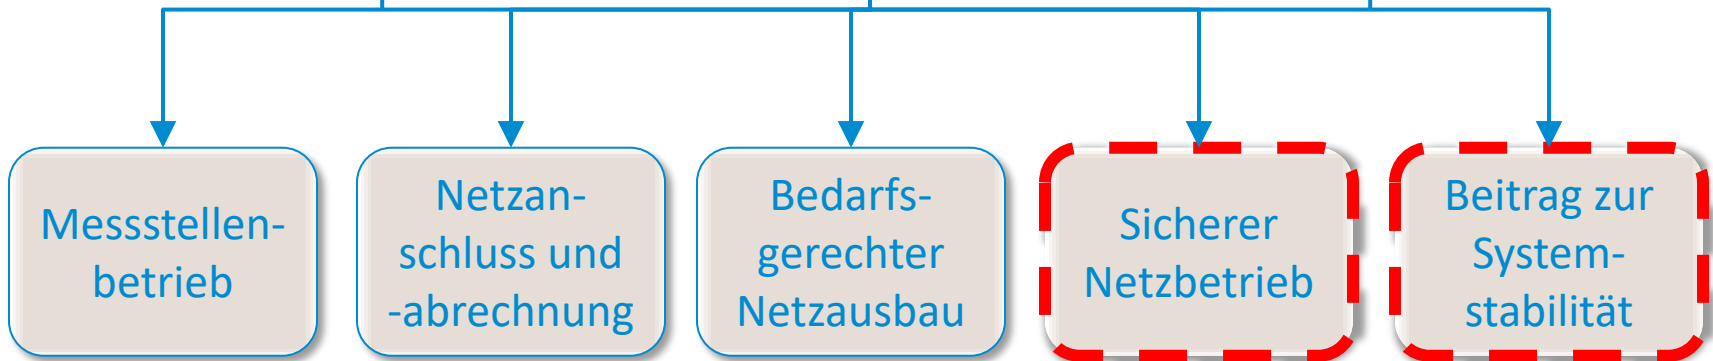 Messstellen-
betrieb
Netzan-
schluss und
-abrechnung
Bedarfs-
gerechter
Netzausbau
Sicherer
Netzbetrieb
Beitrag zur
System-
stabilität